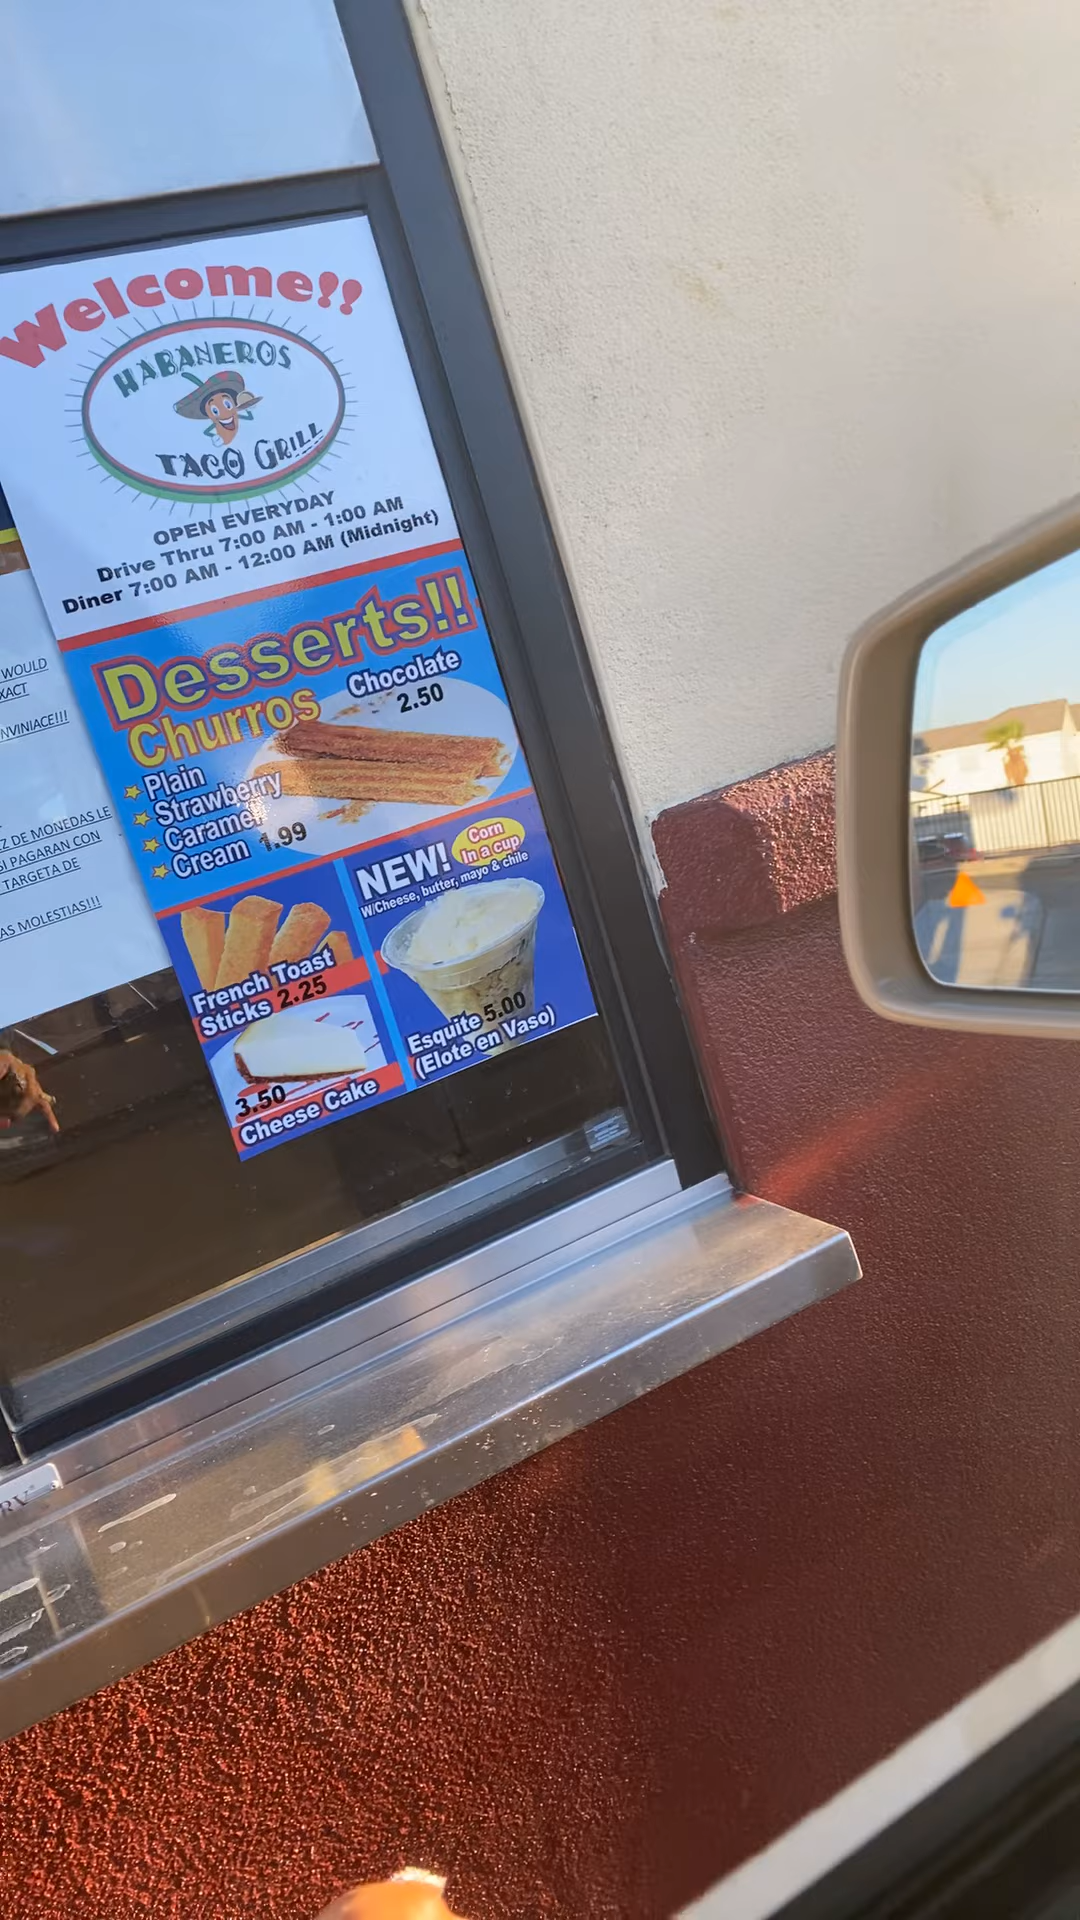 Welcome!!
HABANEROS
TACO GRILL
OPEN EVERYDAY
Drive Thru 7:00 AM - 1:00 AM
Diner 7:00 AM - 12:00 AM (Midnight)
Desserts!!
Churros
Chocolate
2.50
Plain
Strawberry
Caramel
Cream 1.99
NEW!
Corn
In a cup
W/Cheese, butter, mayo & chile
French Toast
Sticks 2.25
3.50
Cheese Cake
Esquite 5.00
(Elote en Vaso)
WOULD
XACT
NVINIACE!!!
Z DE MONEDAS LE
SI PAGARAN CON
TARGETA DE
AS MOLESTIAS!!!